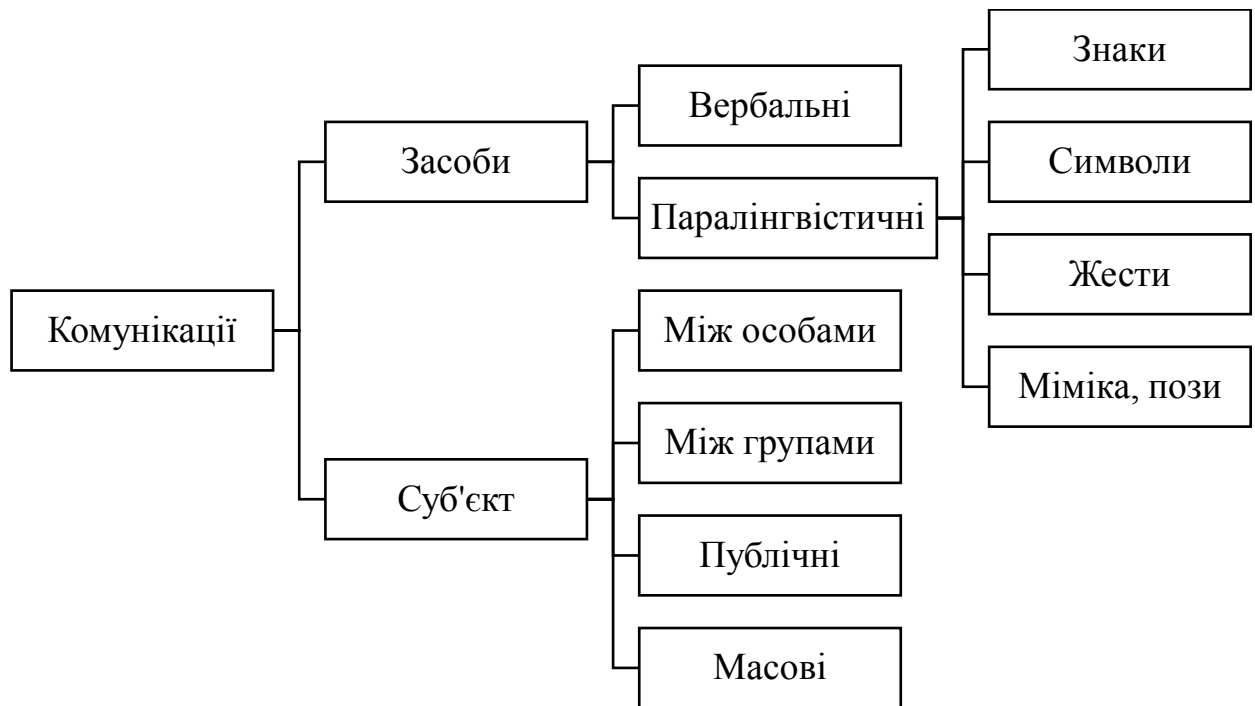 Комунікації
Засоби
Вербальні
Паралінгвістичні
Знаки
Символи
Жести
Міміка, пози
Суб'єкт
Між особами
Між групами
Публічні
Масові